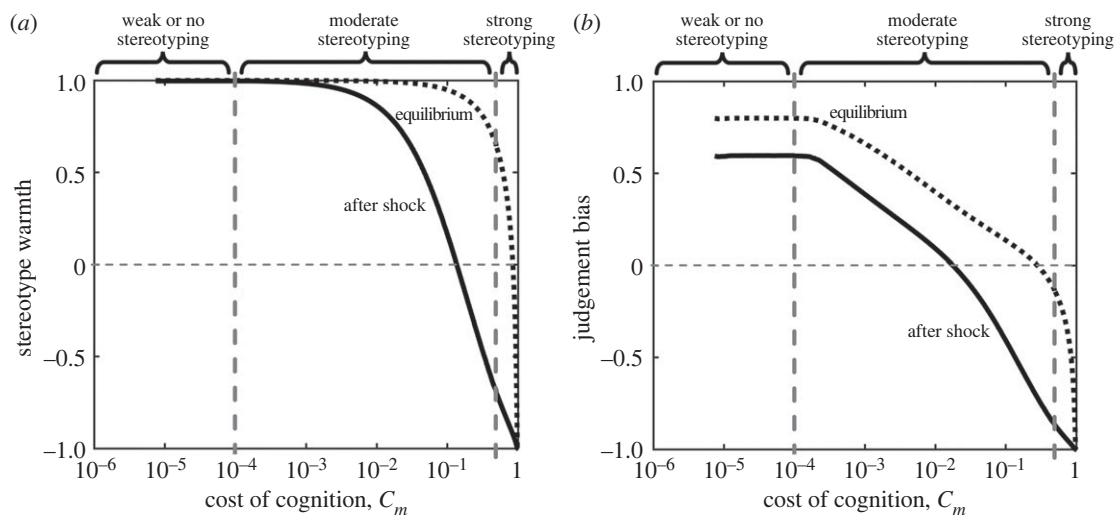 (a)
weak or no
stereotyping
moderate
stereotyping
strong
stereotyping
1.0
0.5
0
–0.5
–1.0
stereotype warmth
equilibrium
after shock
10⁻⁶ 10⁻⁵ 10⁻⁴ 10⁻³ 10⁻² 10⁻¹ 1
cost of cognition, Cₘ
(b)
weak or no
stereotyping
moderate
stereotyping
strong
stereotyping
1.0
0.5
0
–0.5
–1.0
judgement bias
equilibrium
after shock
10⁻⁶ 10⁻⁵ 10⁻⁴ 10⁻³ 10⁻² 10⁻¹ 1
cost of cognition, Cₘ